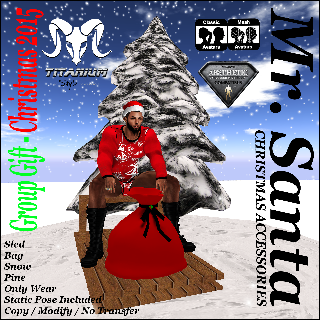 Group Gift - Christmas 2015
TITANIUM
Classic
Avatars
Mesh
Avatars
AESTHETIC
Mr. Santa
CHRISTMAS ACCESSORIES
Sled
Bag
Snow
Pine
Only Wear
Static Pose Included
Copy / Modify / No Transfer